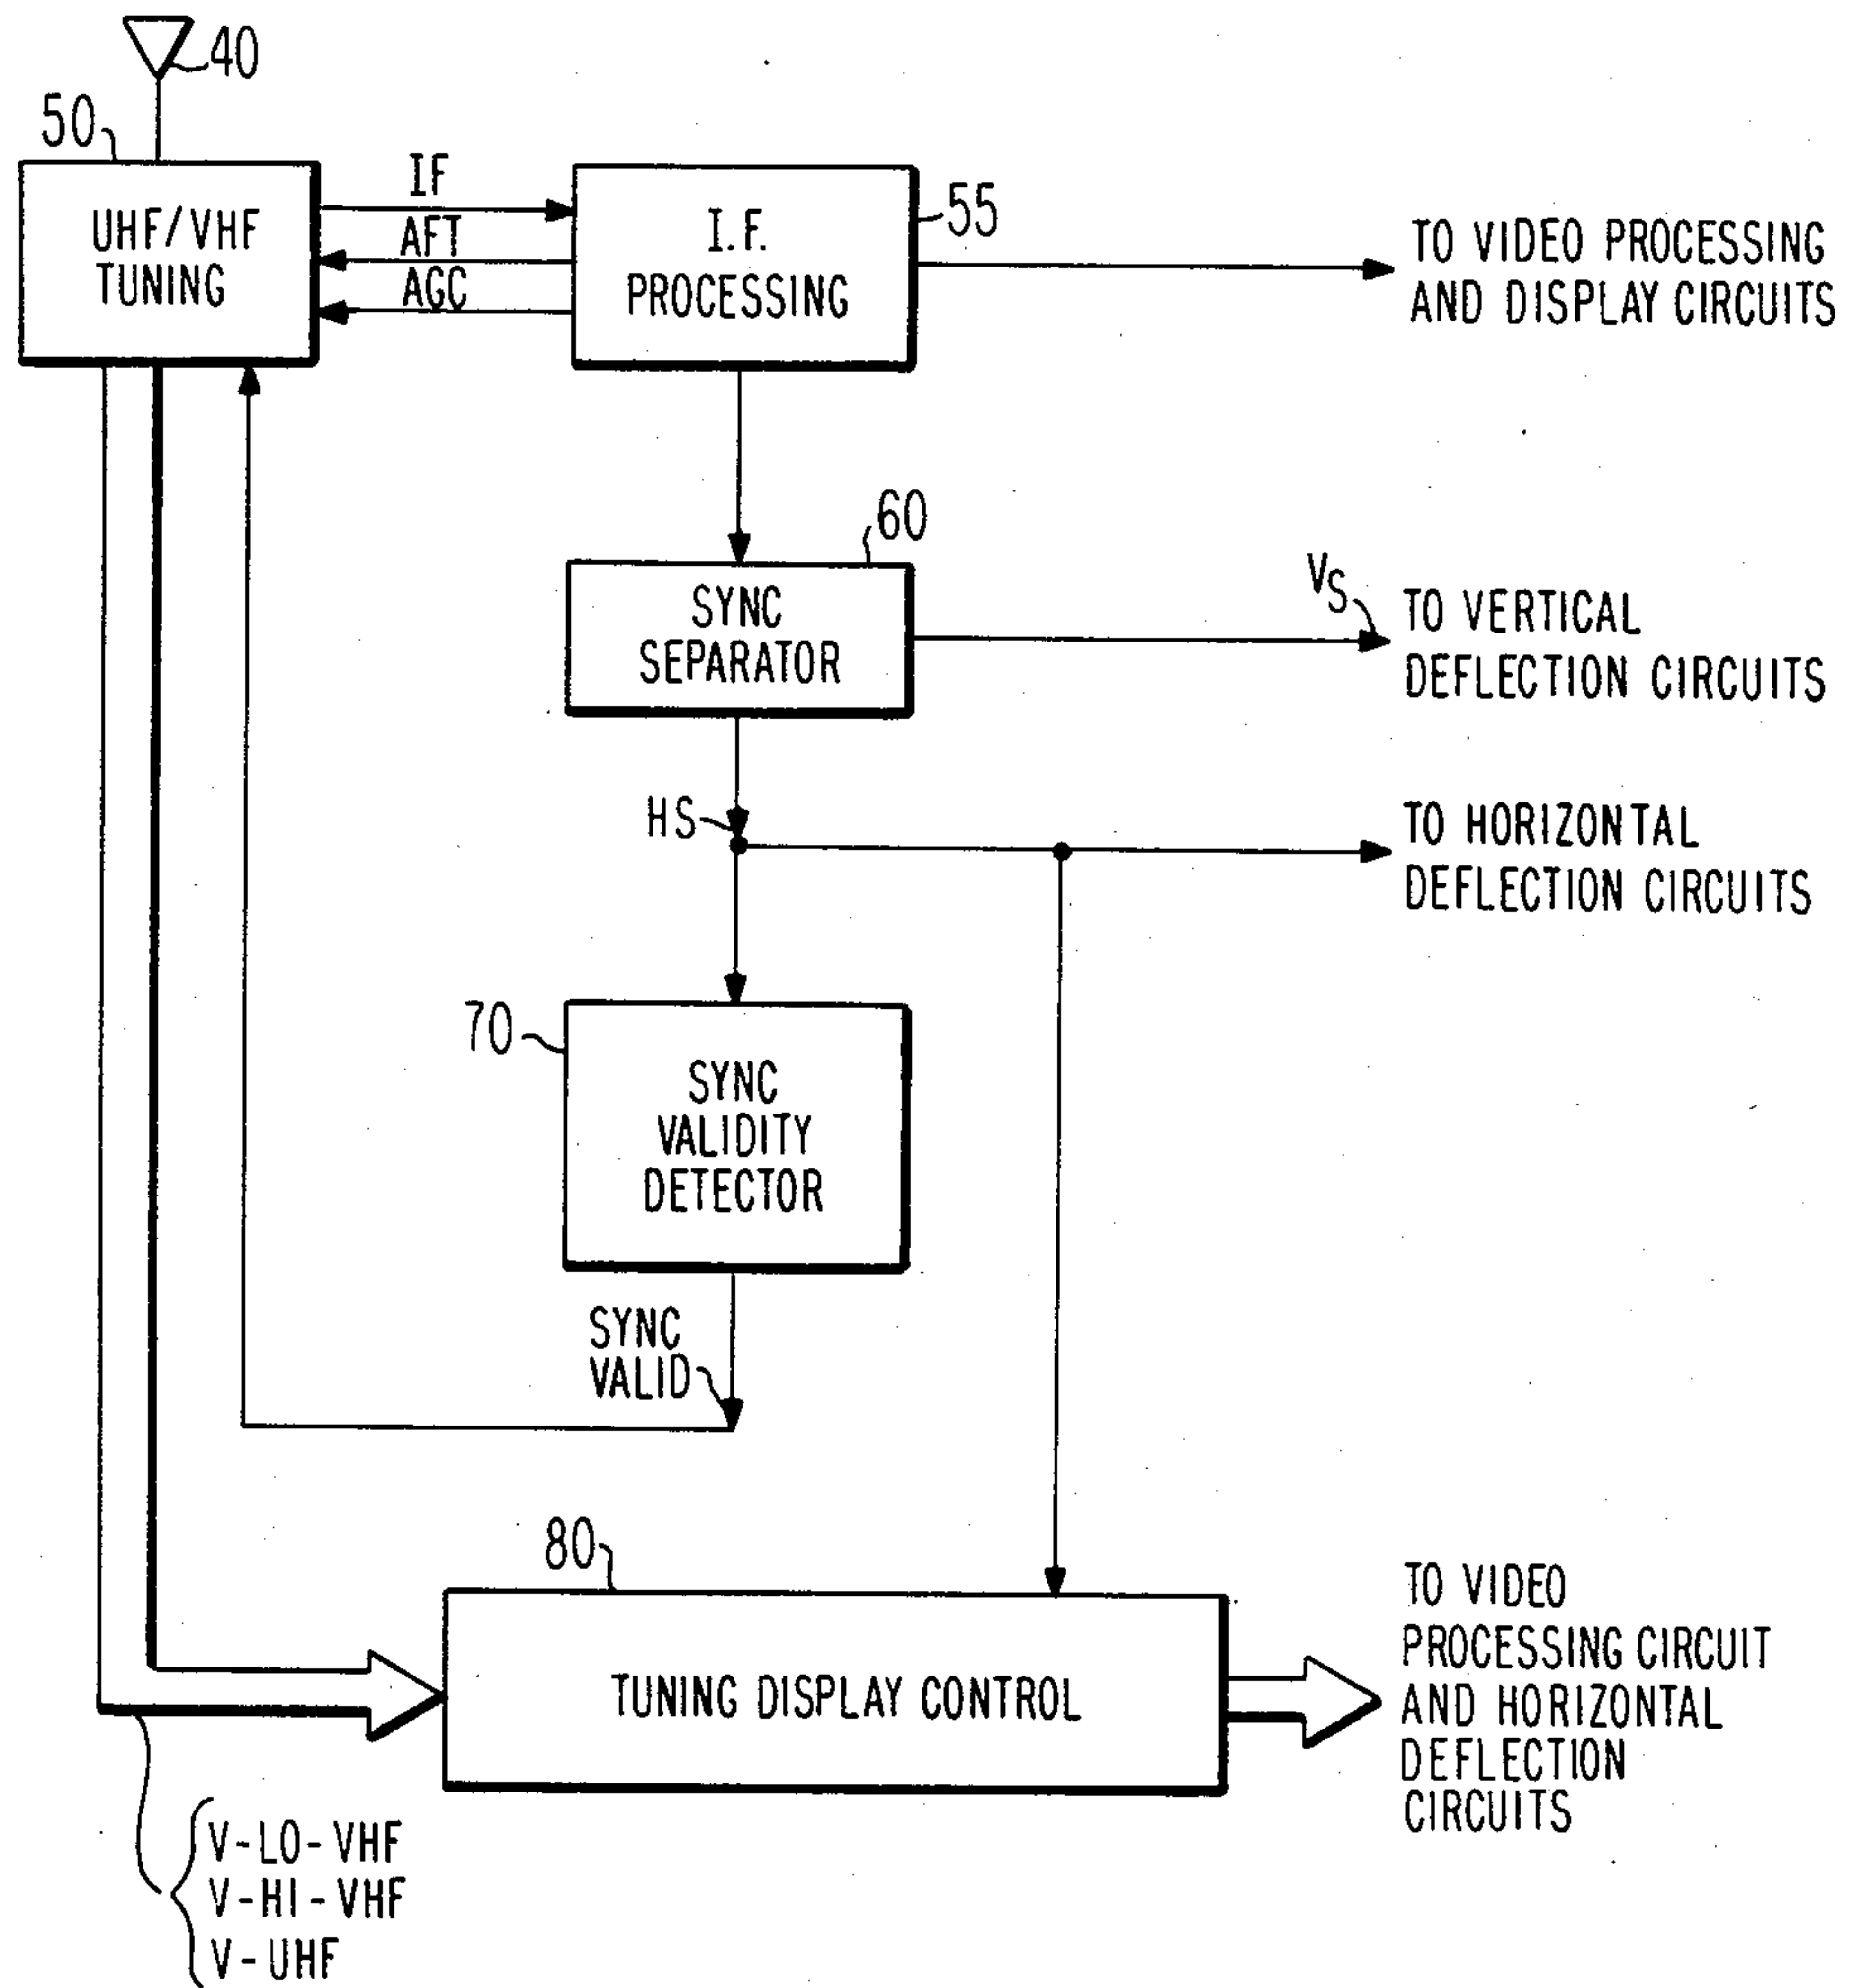 40
50
UHF/VHF
TUNING
IF
AFT
AGC
I.F.
PROCESSING
55
TO VIDEO PROCESSING
AND DISPLAY CIRCUITS
60
SYNC
SEPARATOR
VS
TO VERTICAL
DEFLECTION CIRCUITS
HS
TO HORIZONTAL
DEFLECTION CIRCUITS
70
SYNC
VALIDITY
DETECTOR
SYNC
VALID
80
TUNING DISPLAY CONTROL
TO VIDEO
PROCESSING CIRCUIT
AND HORIZONTAL
DEFLECTION
CIRCUITS
V-LO-VHF
V-HI-VHF
V-UHF